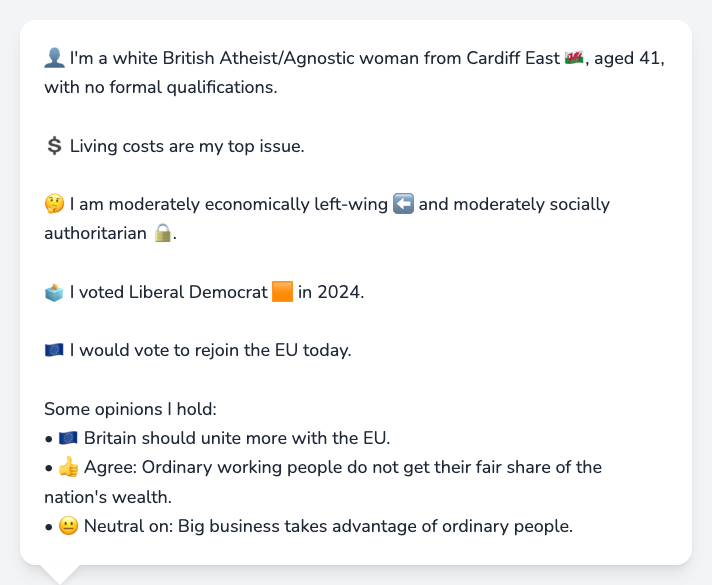 👤 I'm a white British Atheist/Agnostic woman from Cardiff East 🏴󠁧󠁢󠁷󠁬󠁳󠁿, aged 41,
with no formal qualifications.
💲 Living costs are my top issue.
🤔 I am moderately economically left-wing ⬅️ and moderately socially
authoritarian 🔒.
🗳️ I voted Liberal Democrat 🟧 in 2024.
🇪🇺 I would vote to rejoin the EU today.
Some opinions I hold:
• 🇪🇺 Britain should unite more with the EU.
• 👍 Agree: Ordinary working people do not get their fair share of the
nation's wealth.
• 😐 Neutral on: Big business takes advantage of ordinary people.